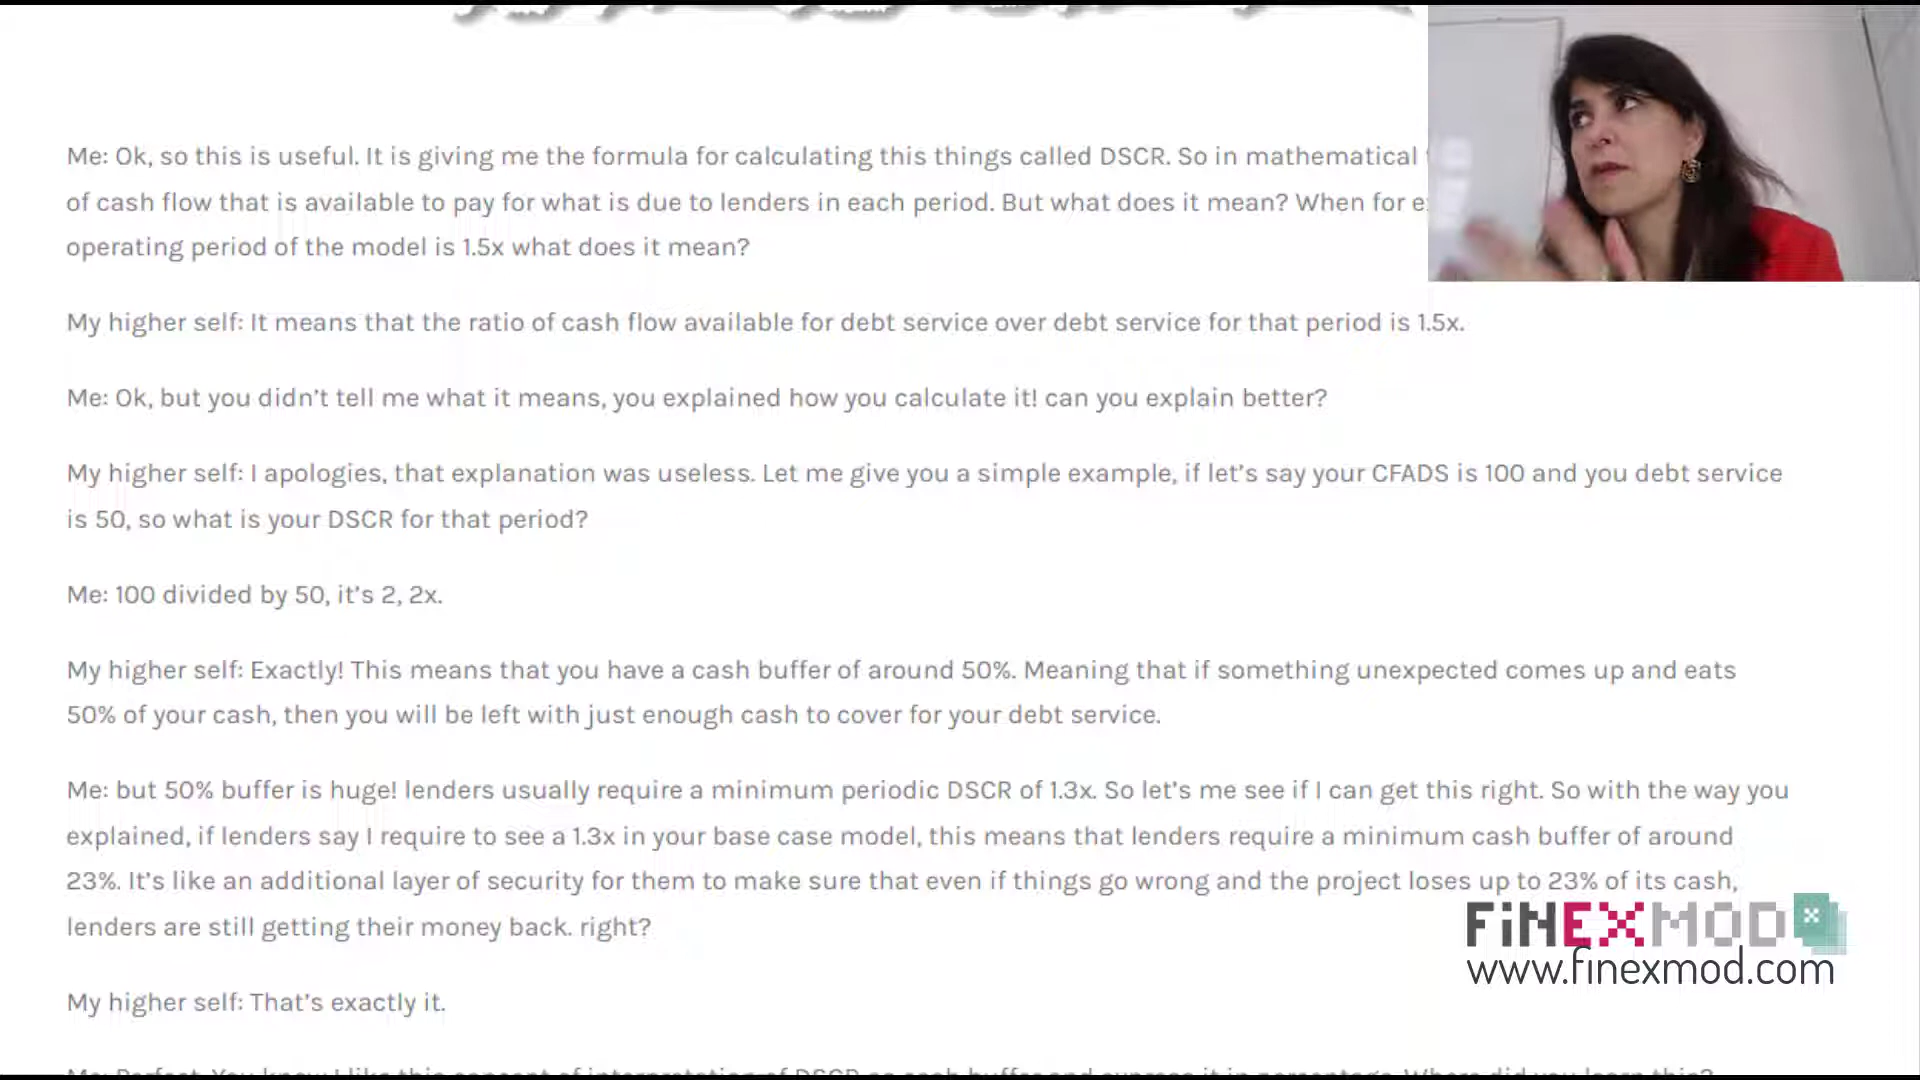 Me: Ok, so this is useful. It is giving me the formula for calculating this things called DSCR. So in mathematical
of cash flow that is available to pay for what is due to lenders in each period. But what does it mean? When for
operating period of the model is 1.5x what does it mean?
My higher self: It means that the ratio of cash flow available for debt service over debt service for that period is 1.5x.
Me: Ok, but you didn't tell me what it means, you explained how you calculate it! can you explain better?
My higher self: I apologies, that explanation was useless. Let me give you a simple example, if let's say your CFADS is 100 and you debt service
is 50, so what is your DSCR for that period?
Me: 100 divided by 50, it's 2, 2x.
My higher self: Exactly! This means that you have a cash buffer of around 50%. Meaning that if something unexpected comes up and eats
50% of your cash, then you will be left with just enough cash to cover for your debt service.
Me: but 50% buffer is huge! lenders usually require a minimum periodic DSCR of 1.3x. So let's me see if I can get this right. So with the way you
explained, if lenders say I require to see a 1.3x in your base case model, this means that lenders require a minimum cash buffer of around
23%. It's like an additional layer of security for them to make sure that even if things go wrong and the project loses up to 23% of its cash,
lenders are still getting their money back. right?
My higher self: That's exactly it.
FINEXMOD
www.finexmod.com